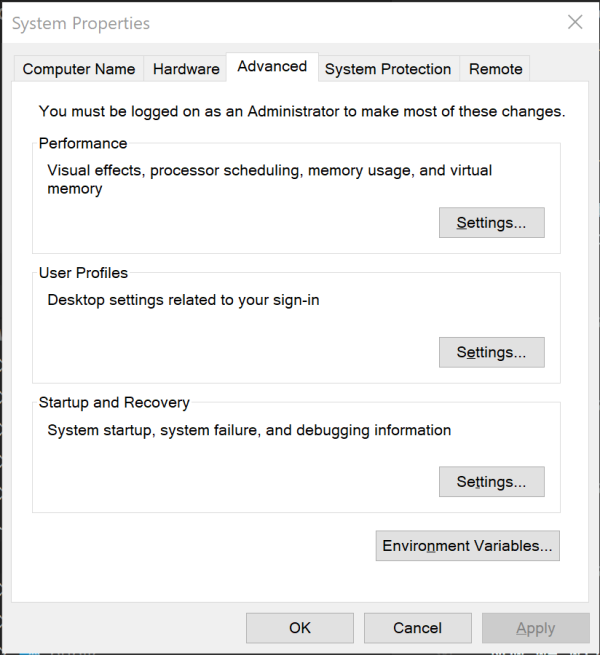 System Properties
Computer Name
Hardware
Advanced
System Protection
Remote
You must be logged on as an Administrator to make most of these changes.
Performance
Visual effects, processor scheduling, memory usage, and virtual
memory
Settings...
User Profiles
Desktop settings related to your sign-in
Settings...
Startup and Recovery
System startup, system failure, and debugging information
Settings...
Environment Variables...
OK
Cancel
Apply